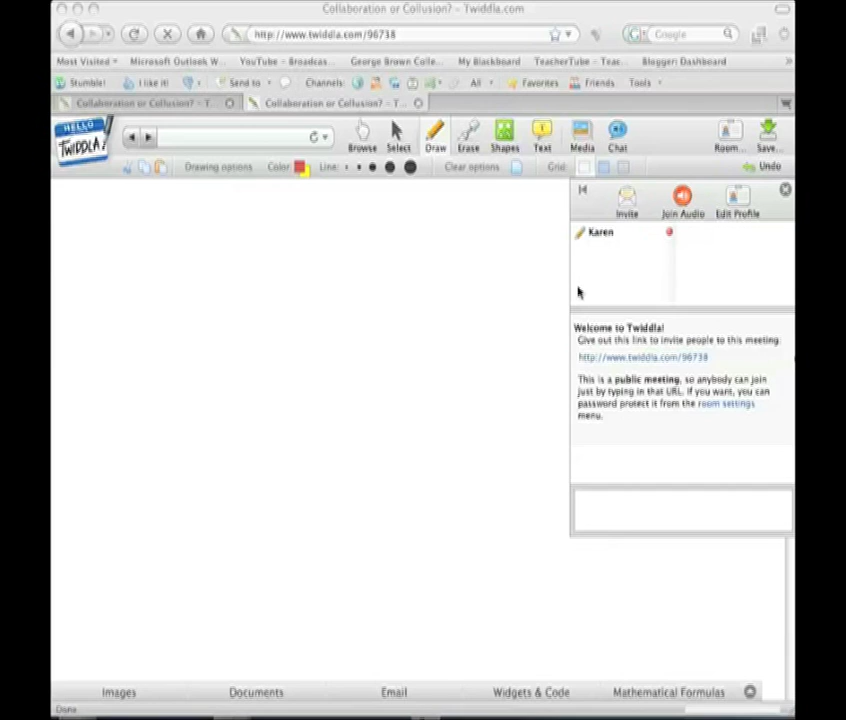 Collaboration or Collusion? - Twiddla.com
http://www.twiddla.com/96738
Google
Most Visited Microsoft Outlook W... YouTube - Broadcas... George Brown Colle... My Blackboard TeacherTube - Teac... Blogger: Dashboard
Stumble! I like it! Send to Channels: All Favorites Friends Tools
Collaboration or Collusion? - T... Collaboration or Collusion? - T...
HELLO
TWIDDLA!
Browse Select Draw Erase Shapes Text Media Chat Room... Save...
Drawing options Color Line: Clear options Grid: Undo
Invite Join Audio Edit Profile
Karen
Welcome to Twiddla!
Give out this link to invite people to this meeting:
http://www.twiddla.com/96738
This is a public meeting, so anybody can join
just by typing in that URL. If you want, you can
password protect it from the room settings
menu.
Images Documents Email Widgets & Code Mathematical Formulas
Done